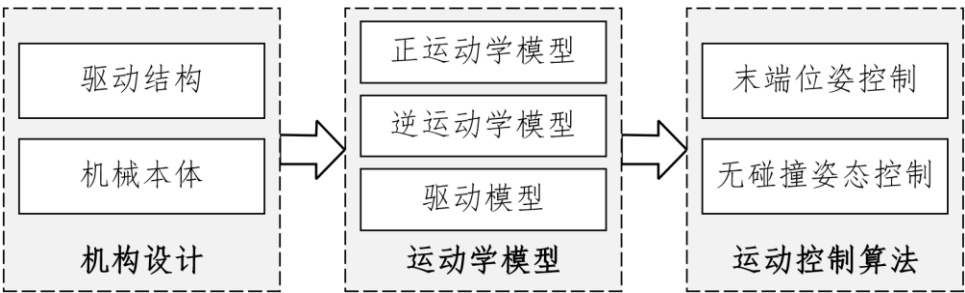 驱动结构
机械本体
机构设计
正运动学模型
逆运动学模型
驱动模型
运动学模型
末端位姿控制
无碰撞姿态控制
运动控制算法